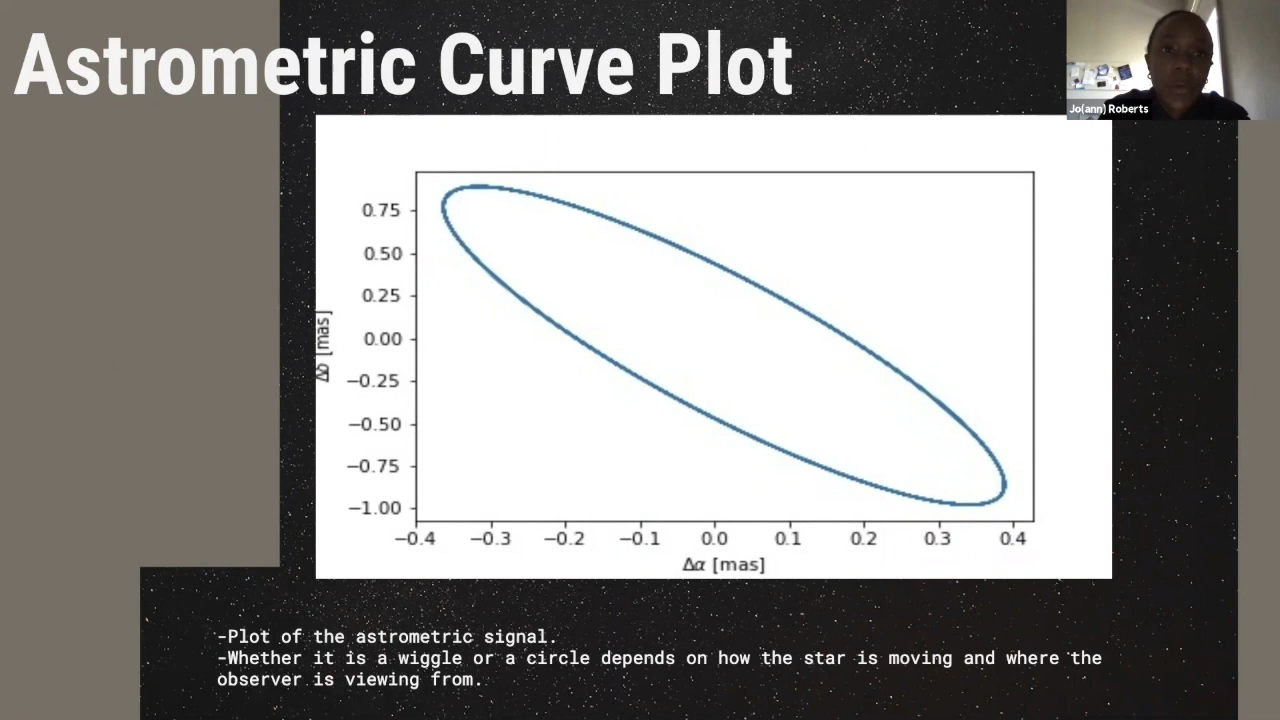 Astrometric Curve Plot
Jo(ann) Roberts
0.75
0.50
0.25
0.00
−0.25
−0.50
−0.75
−1.00
Δδ [mas]
−0.4 −0.3 −0.2 −0.1 0.0 0.1 0.2 0.3 0.4
Δα [mas]
-Plot of the astrometric signal.
-Whether it is a wiggle or a circle depends on how the star is moving and where the
observer is viewing from.